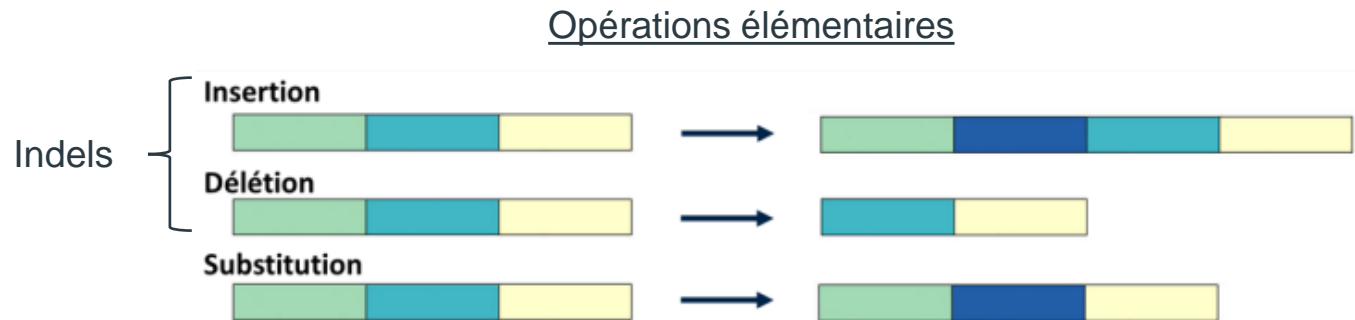 Opérations élémentaires
Insertion
Indels
Délétion
Substitution